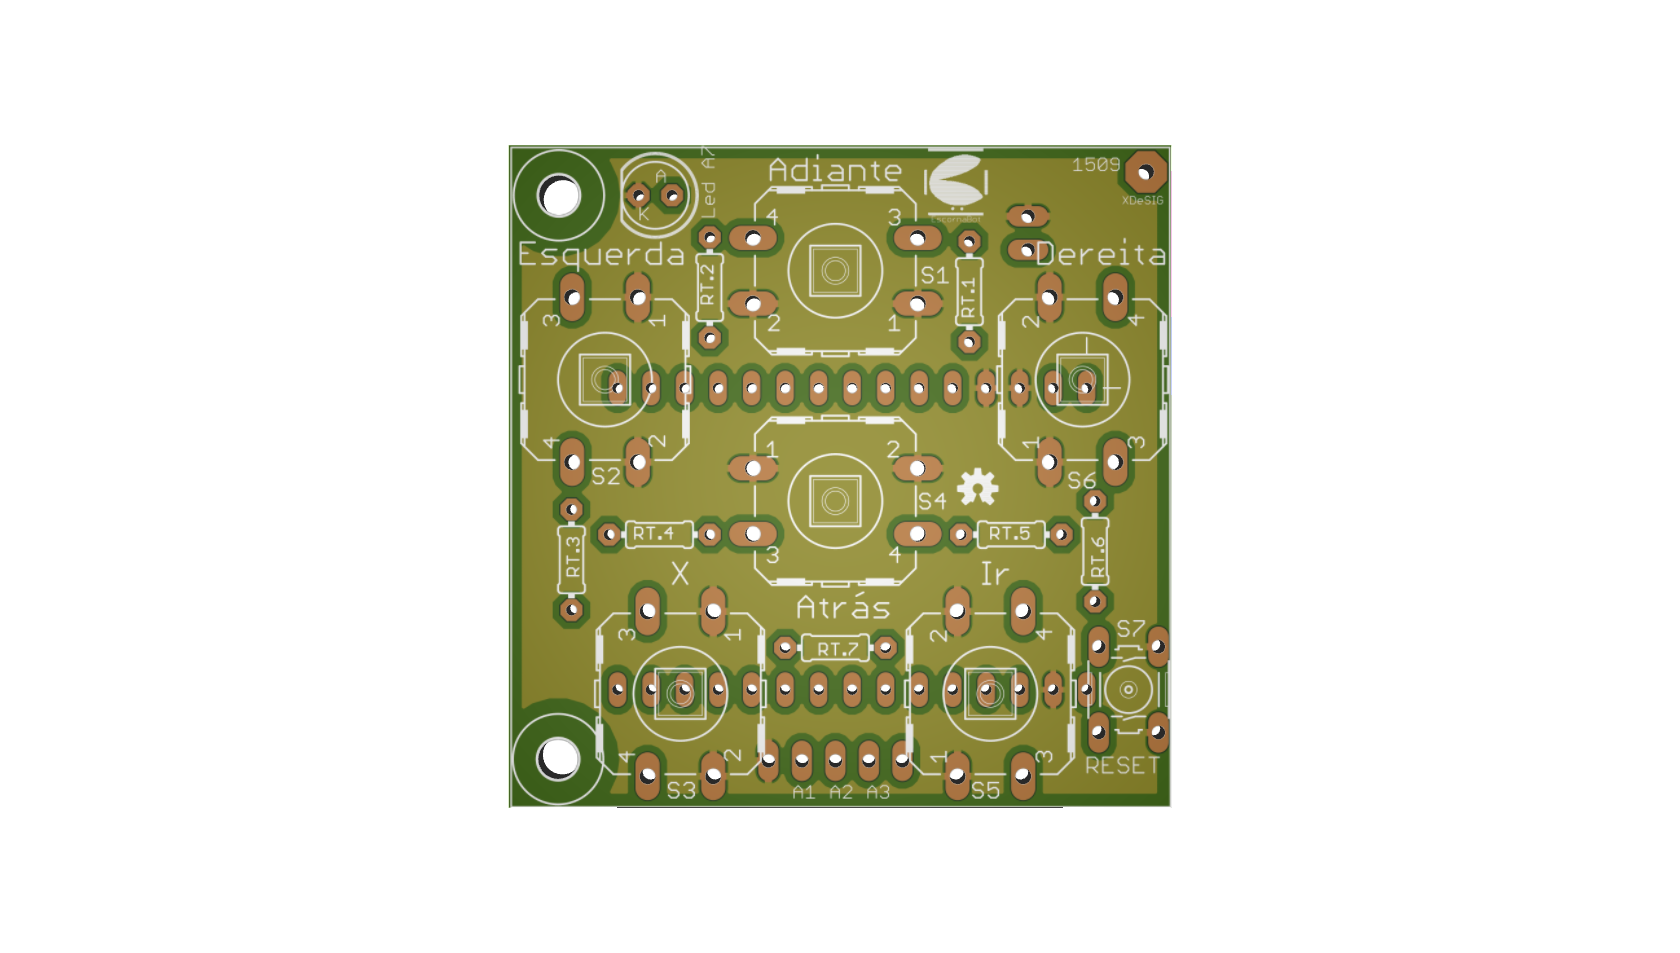 Led A7
A
K
Adiante
1509
XDeSIG
Esquerda
Dereita
4
3
RT.2
S1
RT.1
2
1
3
1
2
4
4
2
S2
1
3
S6
1
2
S4
3
4
RT.3
RT.4
RT.5
RT.6
X
Ir
Atrás
3
1
RT.7
2
4
S7
4
2
S3
1
3
S5
A1 A2 A3
RESET